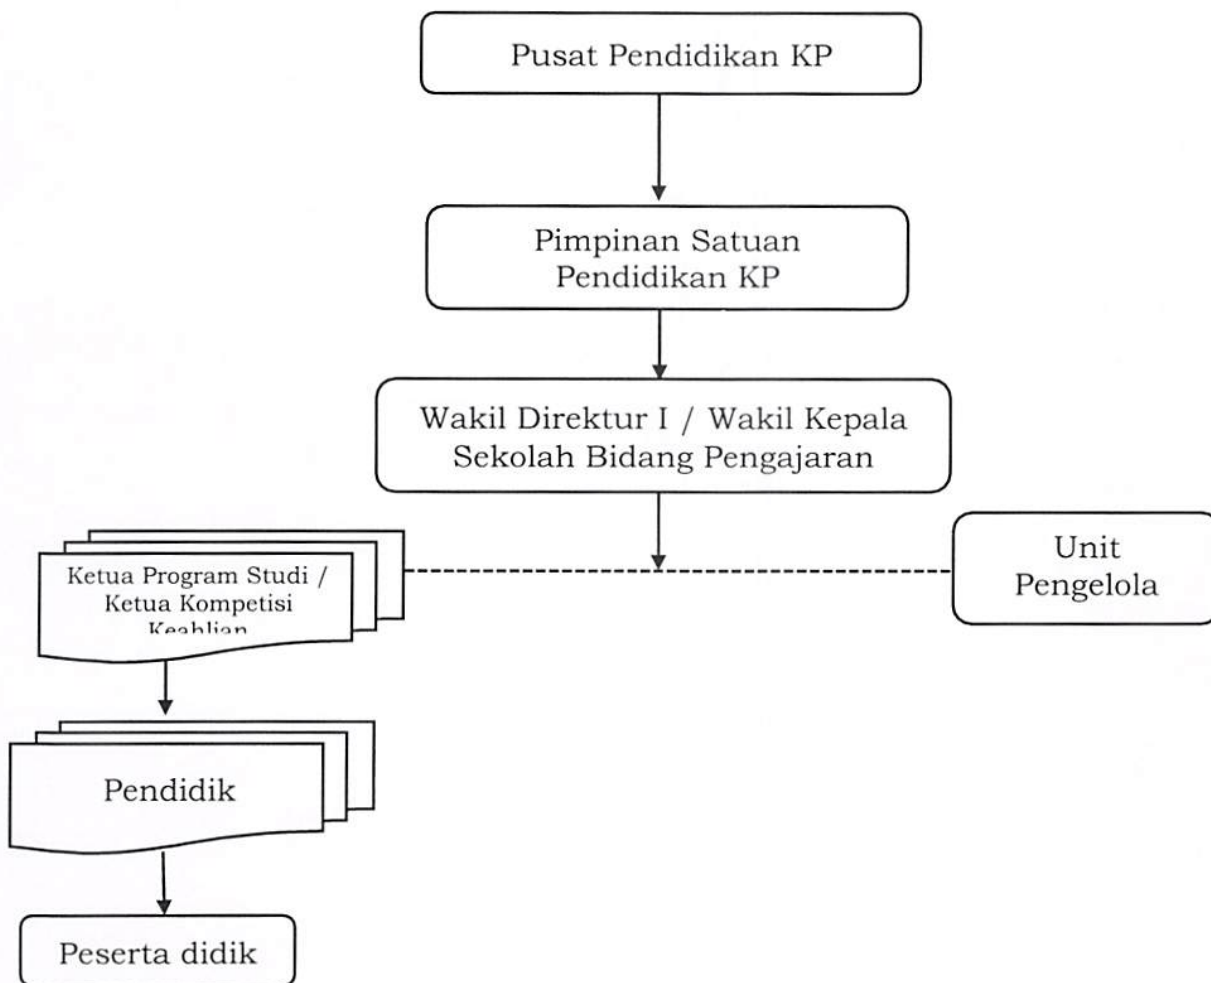 Pusat Pendidikan KP
Pimpinan Satuan
Pendidikan KP
Wakil Direktur I / Wakil Kepala
Sekolah Bidang Pengajaran
Ketua Program Studi /
Ketua Kompetisi
Keahlian
Unit
Pengelola
Pendidik
Peserta didik